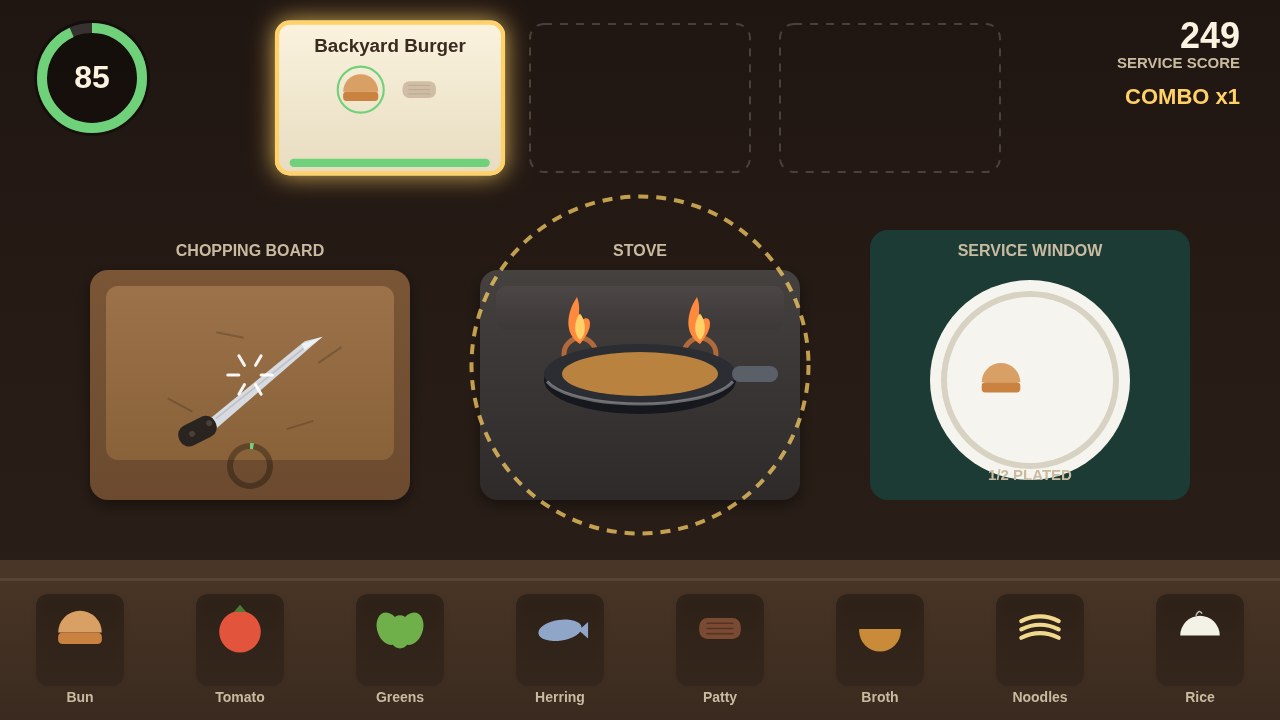 85
Backyard Burger
249
SERVICE SCORE
COMBO x1
CHOPPING BOARD
STOVE
SERVICE WINDOW
1/2 PLATED
Bun
Tomato
Greens
Herring
Patty
Broth
Noodles
Rice